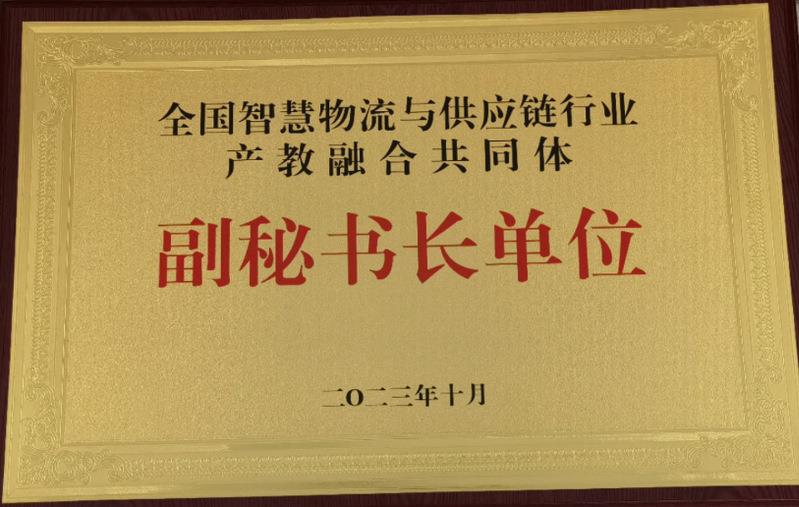 全国智慧物流与供应链行业
产教融合共同体
副秘书长单位
二〇二三年十月